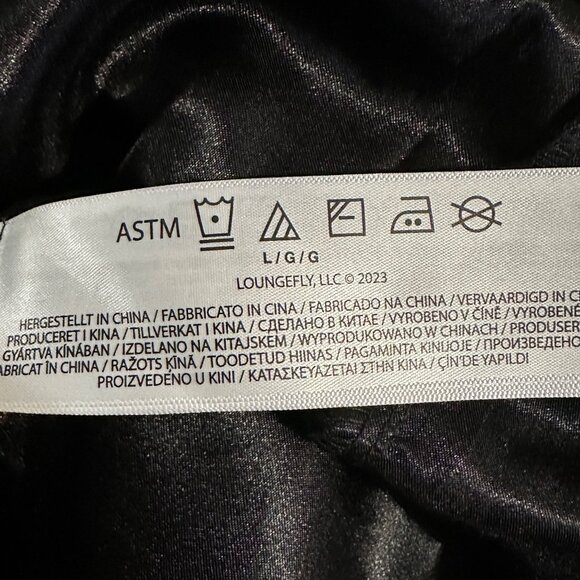 ASTM
L/G/G
LOUNGEFLY, LLC © 2023
HERGESTELLT IN CHINA / FABBRICATO IN CINA / FABRICADO NA CHINA / VERVAARDIGD IN
PRODUCERET I KINA / TILLVERKAT I KINA / СДЕЛАНО В КИТАЕ / VYROBENO V ČÍNĚ / VYROBENÉ
GYÁRTVA KÍNÁBAN / IZDELANO NA KITAJSKEM / WYPRODUKOWANO W CHINACH / PRODUSE
FABRICAT ÎN CHINA / RAŽOTS ĶĪNĀ / TOODETUD HIINAS / PAGAMINTA KINIJOJE / ПРОИЗВЕДЕНО
PROIZVEDENO U KINI / ΚΑΤΑΣΚΕΥΑΖΕΤΑΙ ΣΤΗΝ ΚΙΝΑ / ÇİN'DE YAPILDI